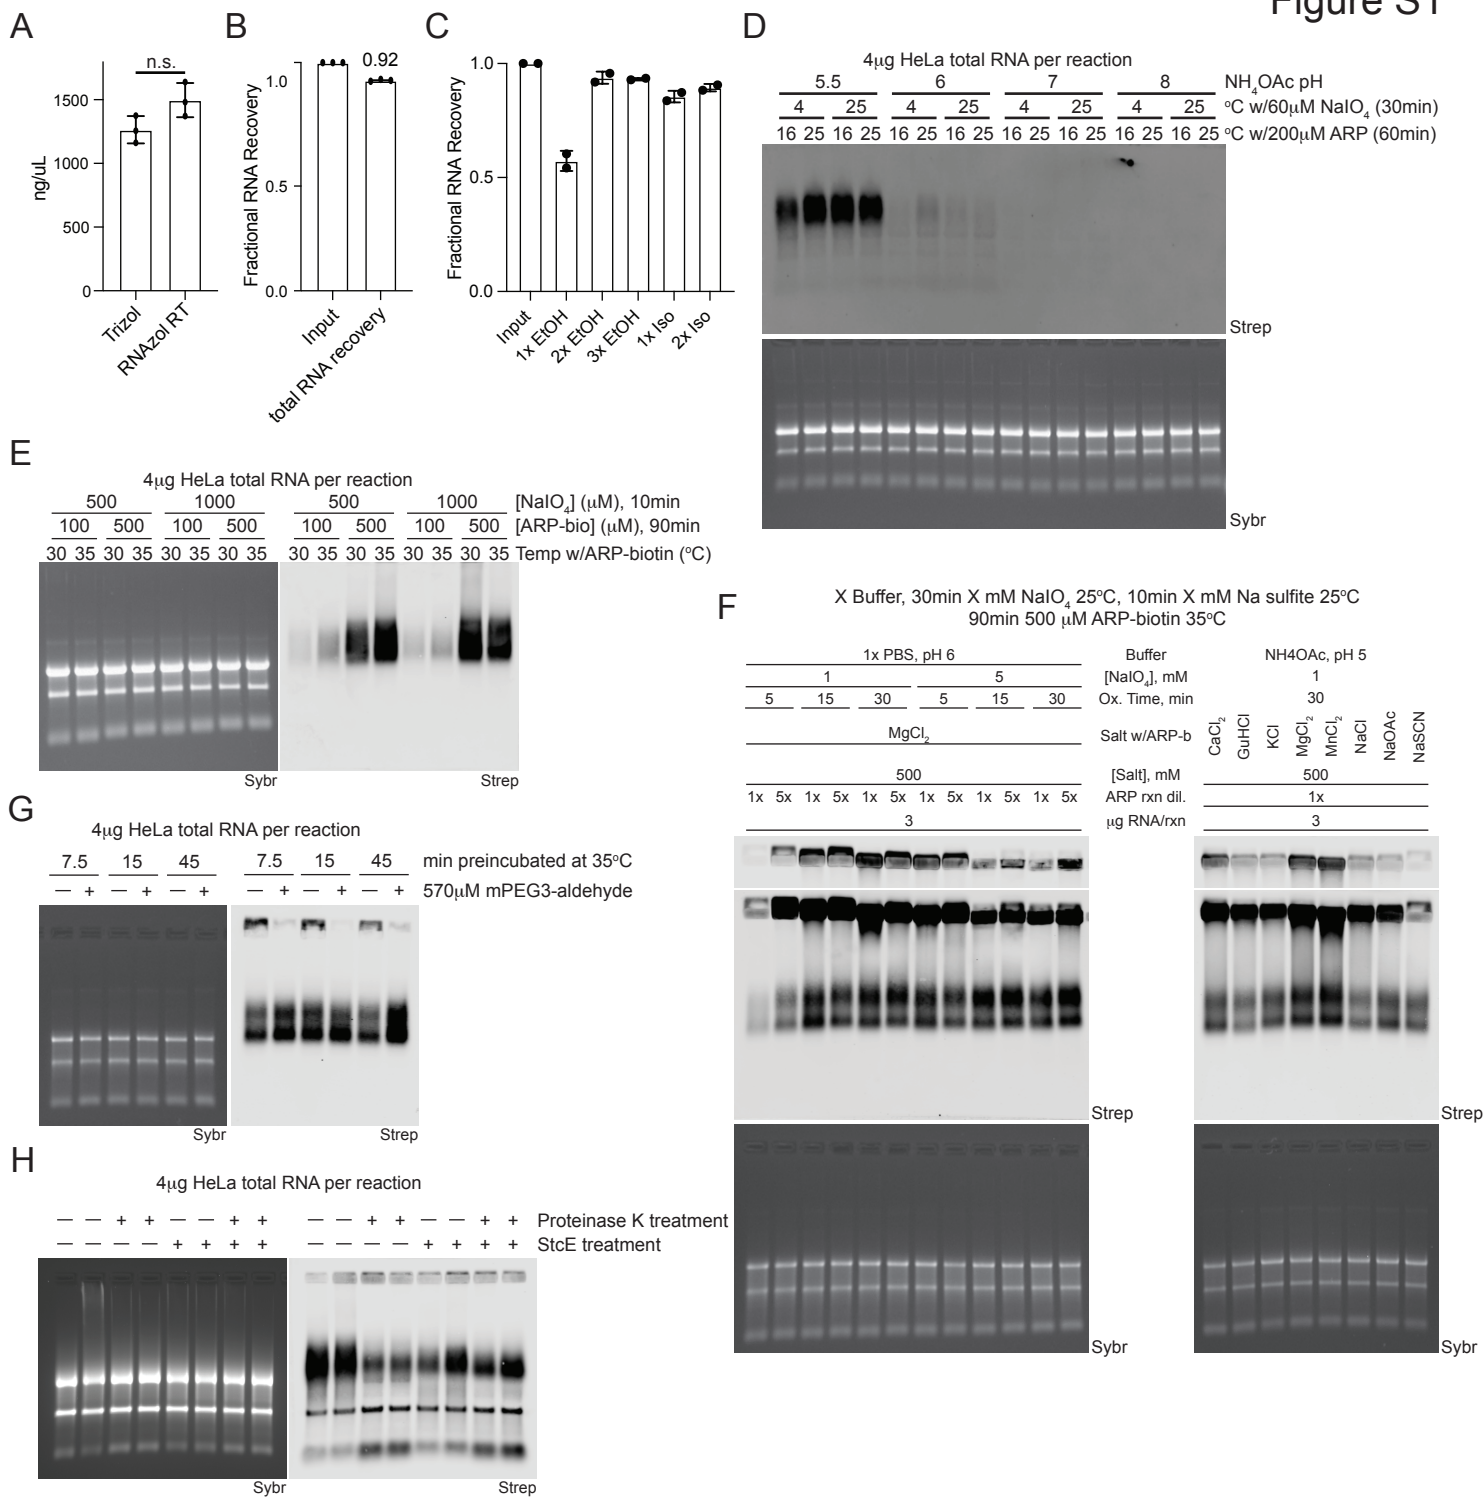 Figure S1
A
n.s.
ng/uL
1500
1000
500
0
Trizol
RNAzol RT
B
0.92
Fractional RNA Recovery
1.0
0.5
0.0
Input
total RNA recovery
C
Fractional RNA Recovery
1.0
0.5
0.0
Input
1x EtOH
2x EtOH
3x EtOH
1x Iso
2x Iso
D
4μg HeLa total RNA per reaction
5.5 6 7 8 NH4OAc pH
4 25 4 25 4 25 4 25 °C w/60μM NaIO4 (30min)
16 25 16 25 16 25 16 25 16 25 16 25 16 25 16 25 °C w/200μM ARP (60min)
Strep
Sybr
E
4μg HeLa total RNA per reaction
500 1000 500 1000 [NaIO4] (μM), 10min
100 500 100 500 100 500 100 500 [ARP-bio] (μM), 90min
30 35 30 35 30 35 30 35 30 35 30 35 30 35 30 35 Temp w/ARP-biotin (°C)
Sybr
Strep
F
X Buffer, 30min X mM NaIO4 25°C, 10min X mM Na sulfite 25°C
90min 500 μM ARP-biotin 35°C
1x PBS, pH 6 Buffer NH4OAc, pH 5
1 5 [NaIO4], mM 1
5 15 30 5 15 30 Ox. Time, min 30
MgCl2 Salt w/ARP-b CaCl2 GuHCl KCl MgCl2 MnCl2 NaCl NaOAc NaSCN
500 [Salt], mM 500
1x 5x 1x 5x 1x 5x 1x 5x 1x 5x 1x 5x ARP rxn dil. 1x
3 μg RNA/rxn 3
Strep
Strep
Sybr
Sybr
G
4μg HeLa total RNA per reaction
7.5 15 45 7.5 15 45 min preincubated at 35°C
— + — + — + — + — + — + 570μM mPEG3-aldehyde
Sybr
Strep
H
4μg HeLa total RNA per reaction
— — + + — — + + — — + + — — + + Proteinase K treatment
— — — — + + + + — — — — + + + + StcE treatment
Sybr
Strep